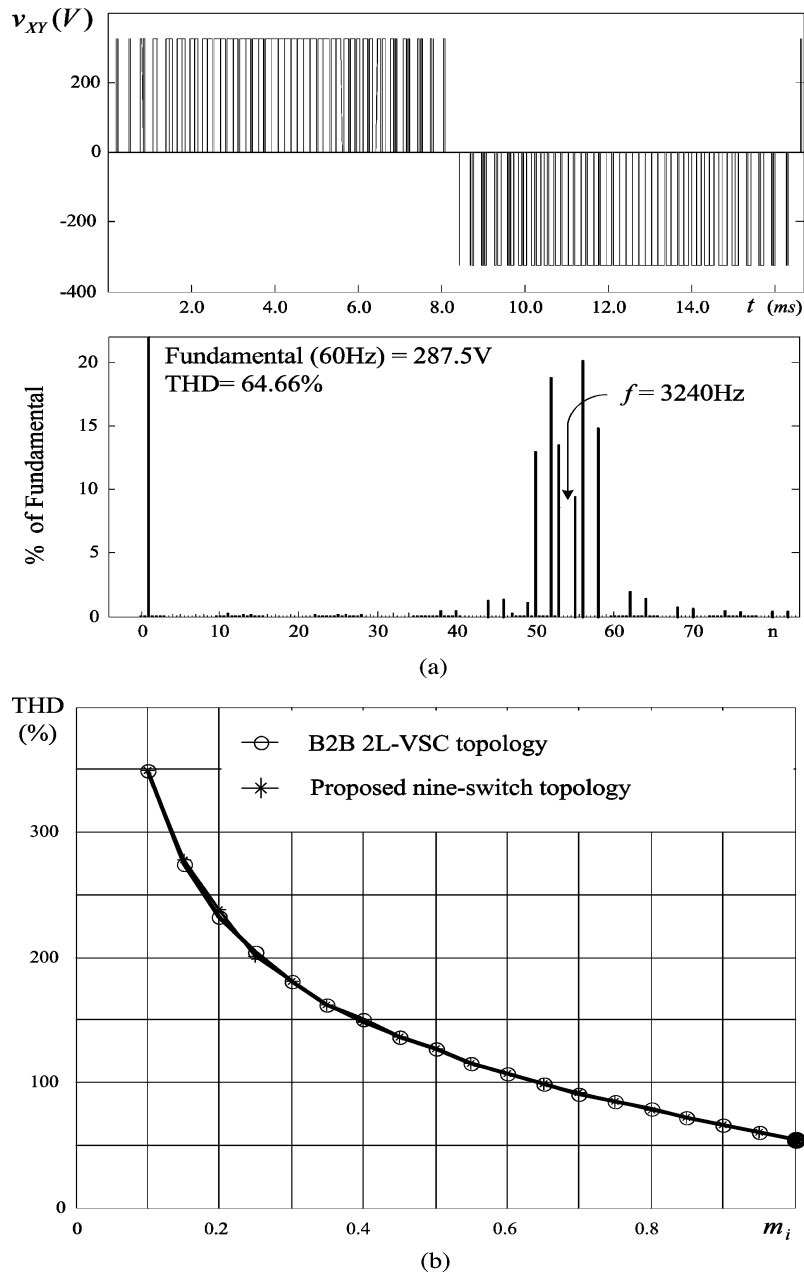 v_XY (V)
200
0
-200
-400
2.0 4.0 6.0 8.0 10.0 12.0 14.0 t (ms)
Fundamental (60Hz) = 287.5V
THD= 64.66%
f = 3240Hz
% of Fundamental
20
15
10
5
0
0 10 20 30 40 50 60 70 n
(a)
THD
(%)
B2B 2L-VSC topology
Proposed nine-switch topology
300
200
100
0
0 0.2 0.4 0.6 0.8 m_i
(b)